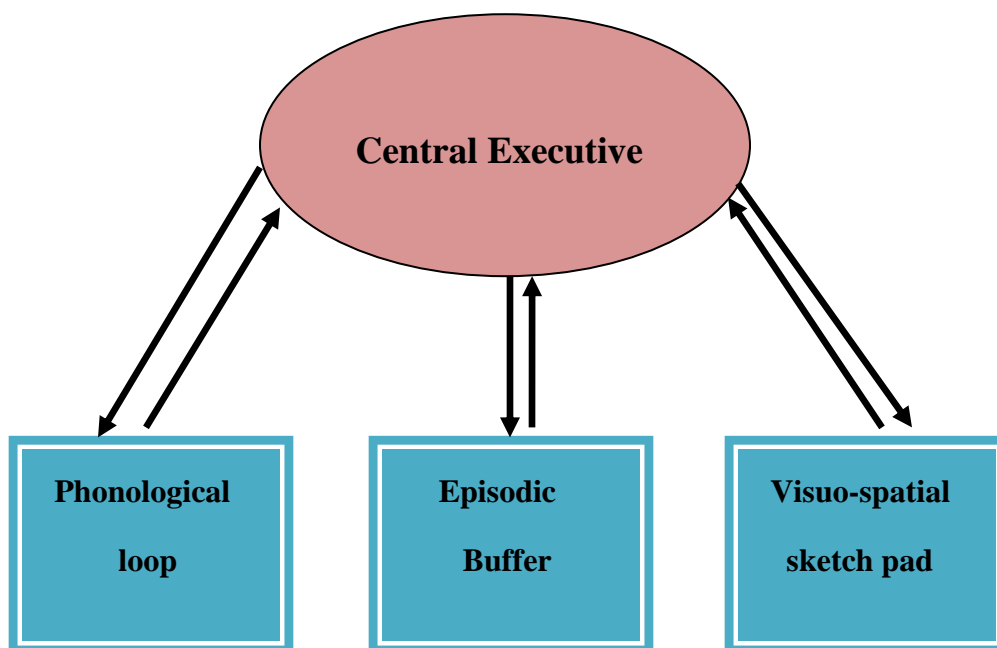 Central Executive
Phonological
loop
Episodic
Buffer
Visuo-spatial
sketch pad